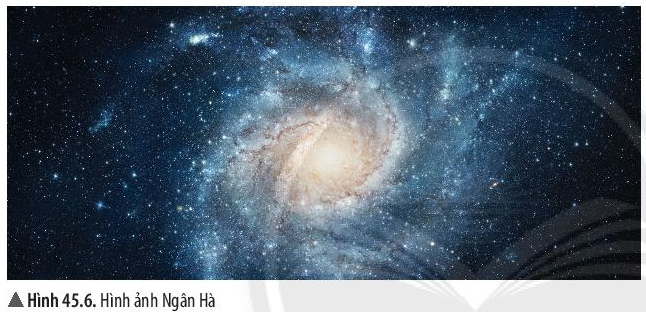 ▲ Hình 45.6. Hình ảnh Ngân Hà